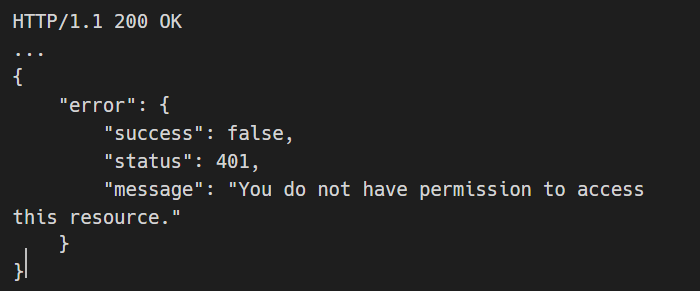 HTTP/1.1 200 OK
...
{
    "error": {
        "success": false,
        "status": 401,
        "message": "You do not have permission to access
this resource."
    }
}